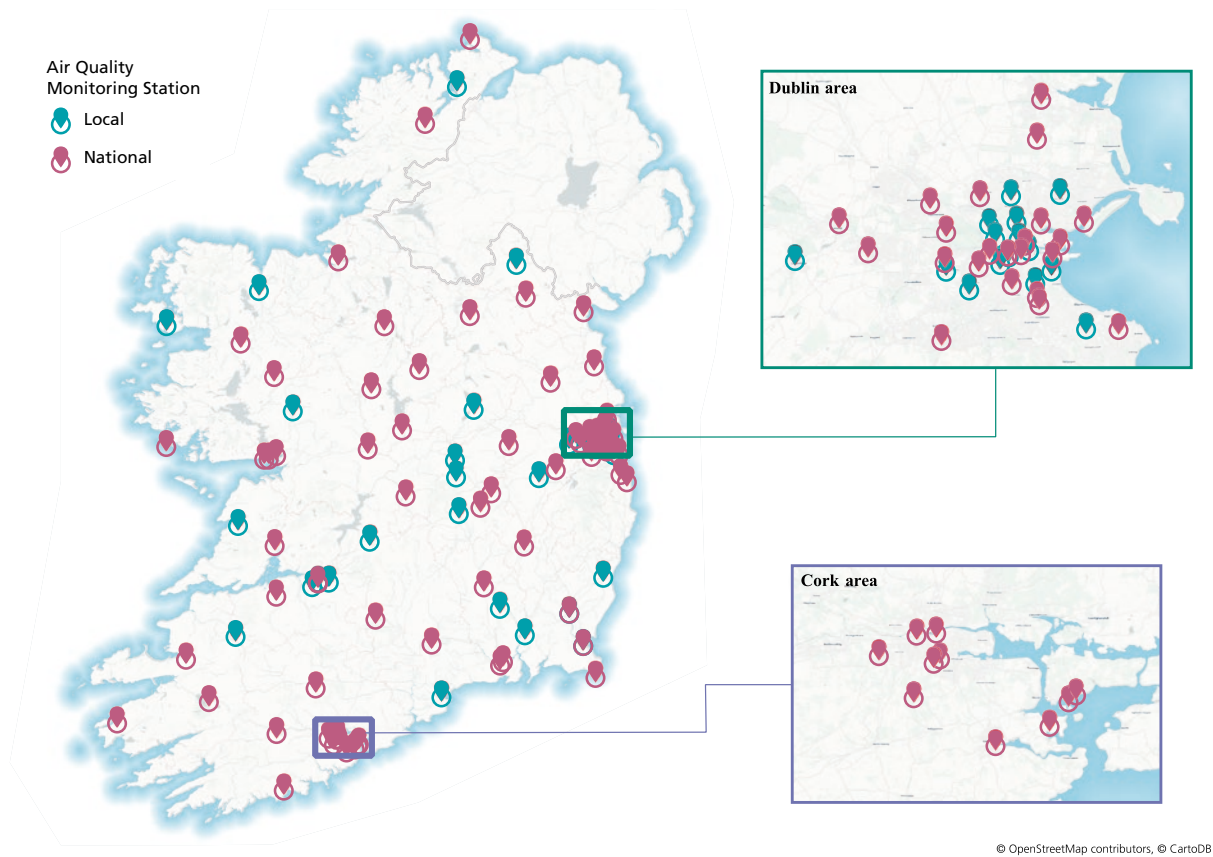 Air Quality
Monitoring Station
Local
National
Dublin area
Cork area
© OpenStreetMap contributors, © CartoDB